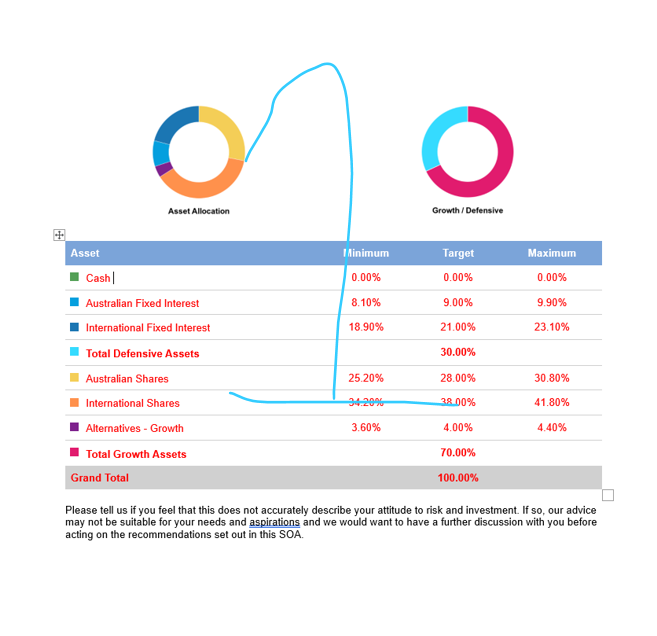 Asset Allocation
Growth / Defensive
Asset Minimum Target Maximum
Cash 0.00% 0.00% 0.00%
Australian Fixed Interest 8.10% 9.00% 9.90%
International Fixed Interest 18.90% 21.00% 23.10%
Total Defensive Assets 30.00%
Australian Shares 25.20% 28.00% 30.80%
International Shares 34.20% 38.00% 41.80%
Alternatives - Growth 3.60% 4.00% 4.40%
Total Growth Assets 70.00%
Grand Total 100.00%
Please tell us if you feel that this does not accurately describe your attitude to risk and investment. If so, our advice
may not be suitable for your needs and aspirations and we would want to have a further discussion with you before
acting on the recommendations set out in this SOA.